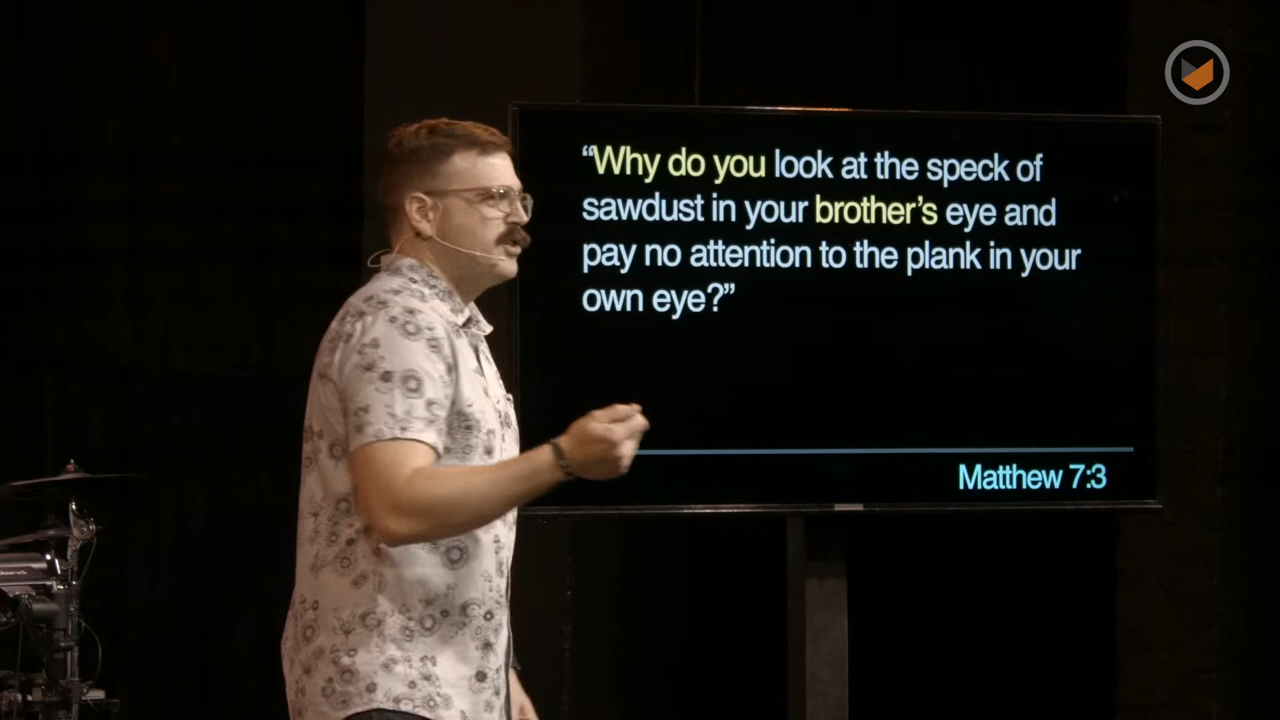 “Why do you look at the speck of
sawdust in your brother’s eye and
pay no attention to the plank in your
own eye?”
Matthew 7:3